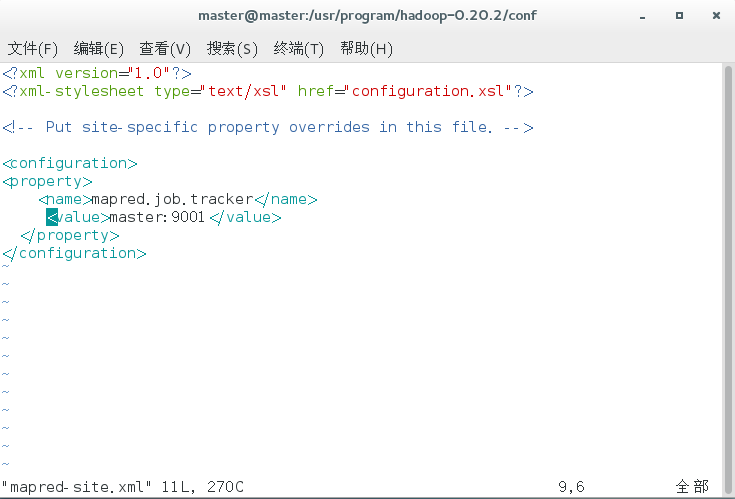 master@master:/usr/program/hadoop-0.20.2/conf
文件(F) 编辑(E) 查看(V) 搜索(S) 终端(T) 帮助(H)
<?xml version="1.0"?>
<?xml-stylesheet type="text/xsl" href="configuration.xsl"?>
<!-- Put site-specific property overrides in this file. -->
<configuration>
<property>
<name>mapred.job.tracker</name>
<value>master:9001</value>
</property>
</configuration>
~
~
~
~
~
~
~
~
~
~
~
~
"mapred-site.xml" 11L, 270C 9,6 全部